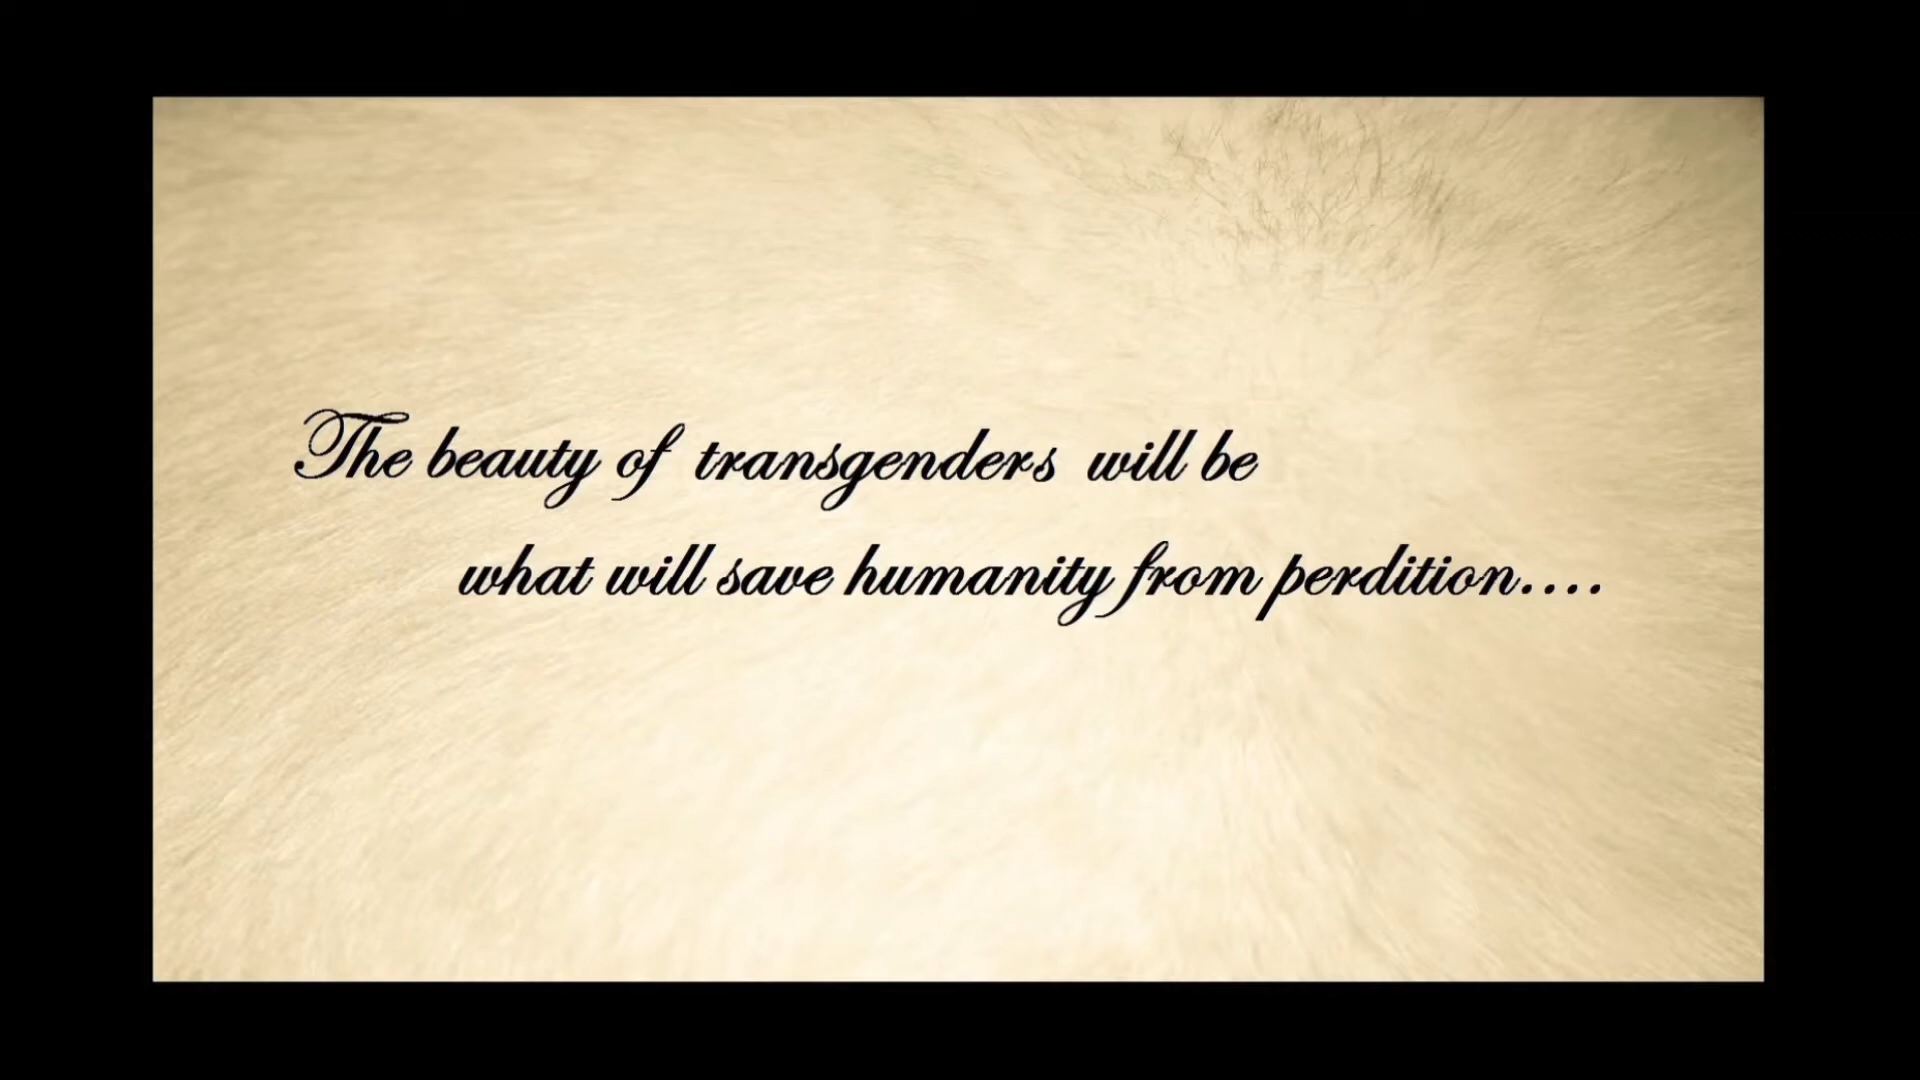 The beauty of transgenders will be
what will save humanity from perdition....